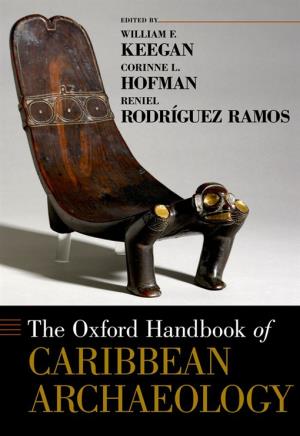 EDITED BY
WILLIAM F.
KEEGAN
CORINNE L.
HOFMAN
RENIEL
RODRÍGUEZ RAMOS
The Oxford Handbook of
CARIBBEAN
ARCHAEOLOGY